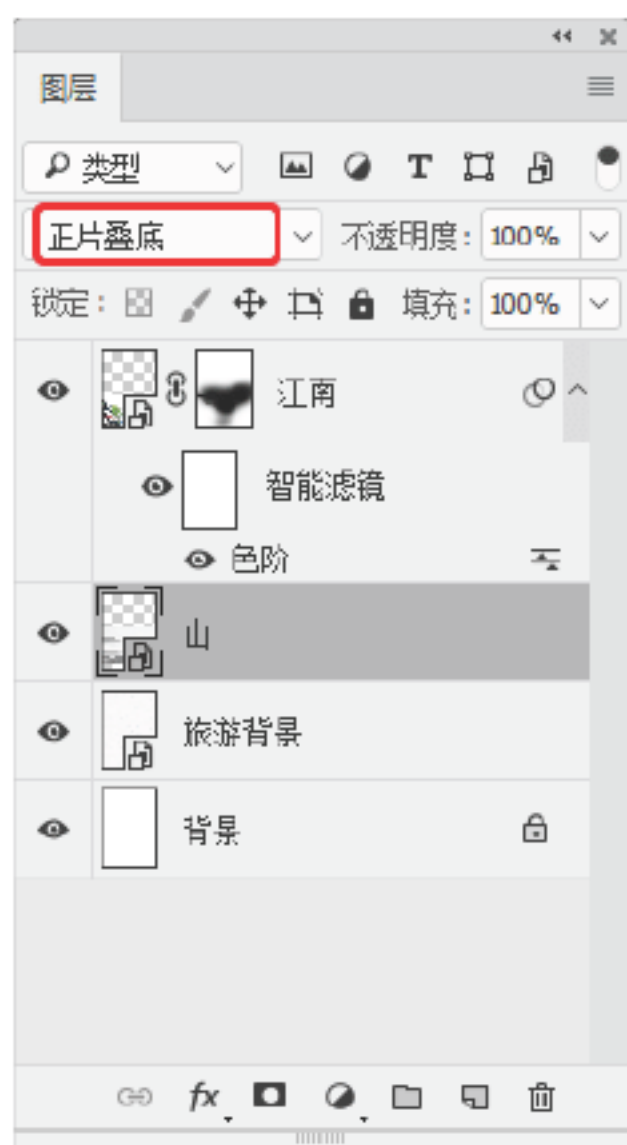 图层
类型
正片叠底 不透明度: 100%
锁定: 填充: 100%
江南
智能滤镜
色阶
山
旅游背景
背景
fx